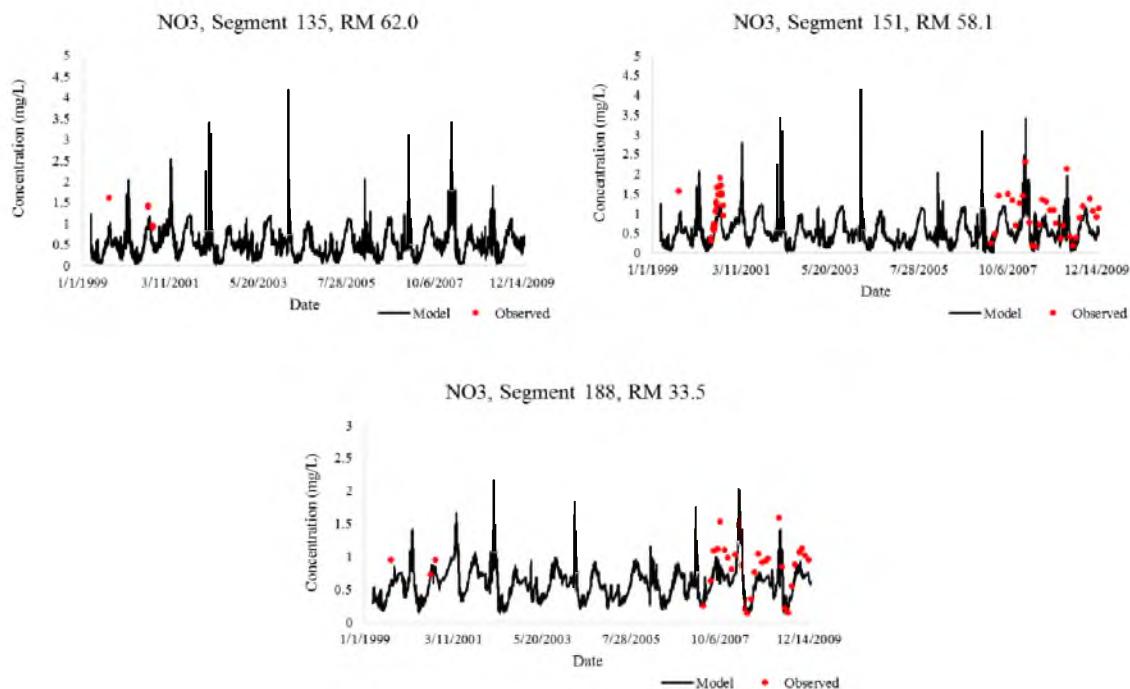 NO3, Segment 135, RM 62.0
Concentration (mg/L)
5
4.5
4
3.5
3
2.5
2
1.5
1
0.5
0
1/1/1999 3/11/2001 5/20/2003 7/28/2005 10/6/2007 12/14/2009
Date
Model Observed
NO3, Segment 151, RM 58.1
Concentration (mg/L)
5
4.5
4
3.5
3
2.5
2
1.5
1
0.5
0
1/1/1999 3/11/2001 5/20/2003 7/28/2005 10/6/2007 12/14/2009
Date
Model Observed
NO3, Segment 188, RM 33.5
Concentration (mg/L)
3
2.5
2
1.5
1
0.5
0
1/1/1999 3/11/2001 5/20/2003 7/28/2005 10/6/2007 12/14/2009
Date
Model Observed